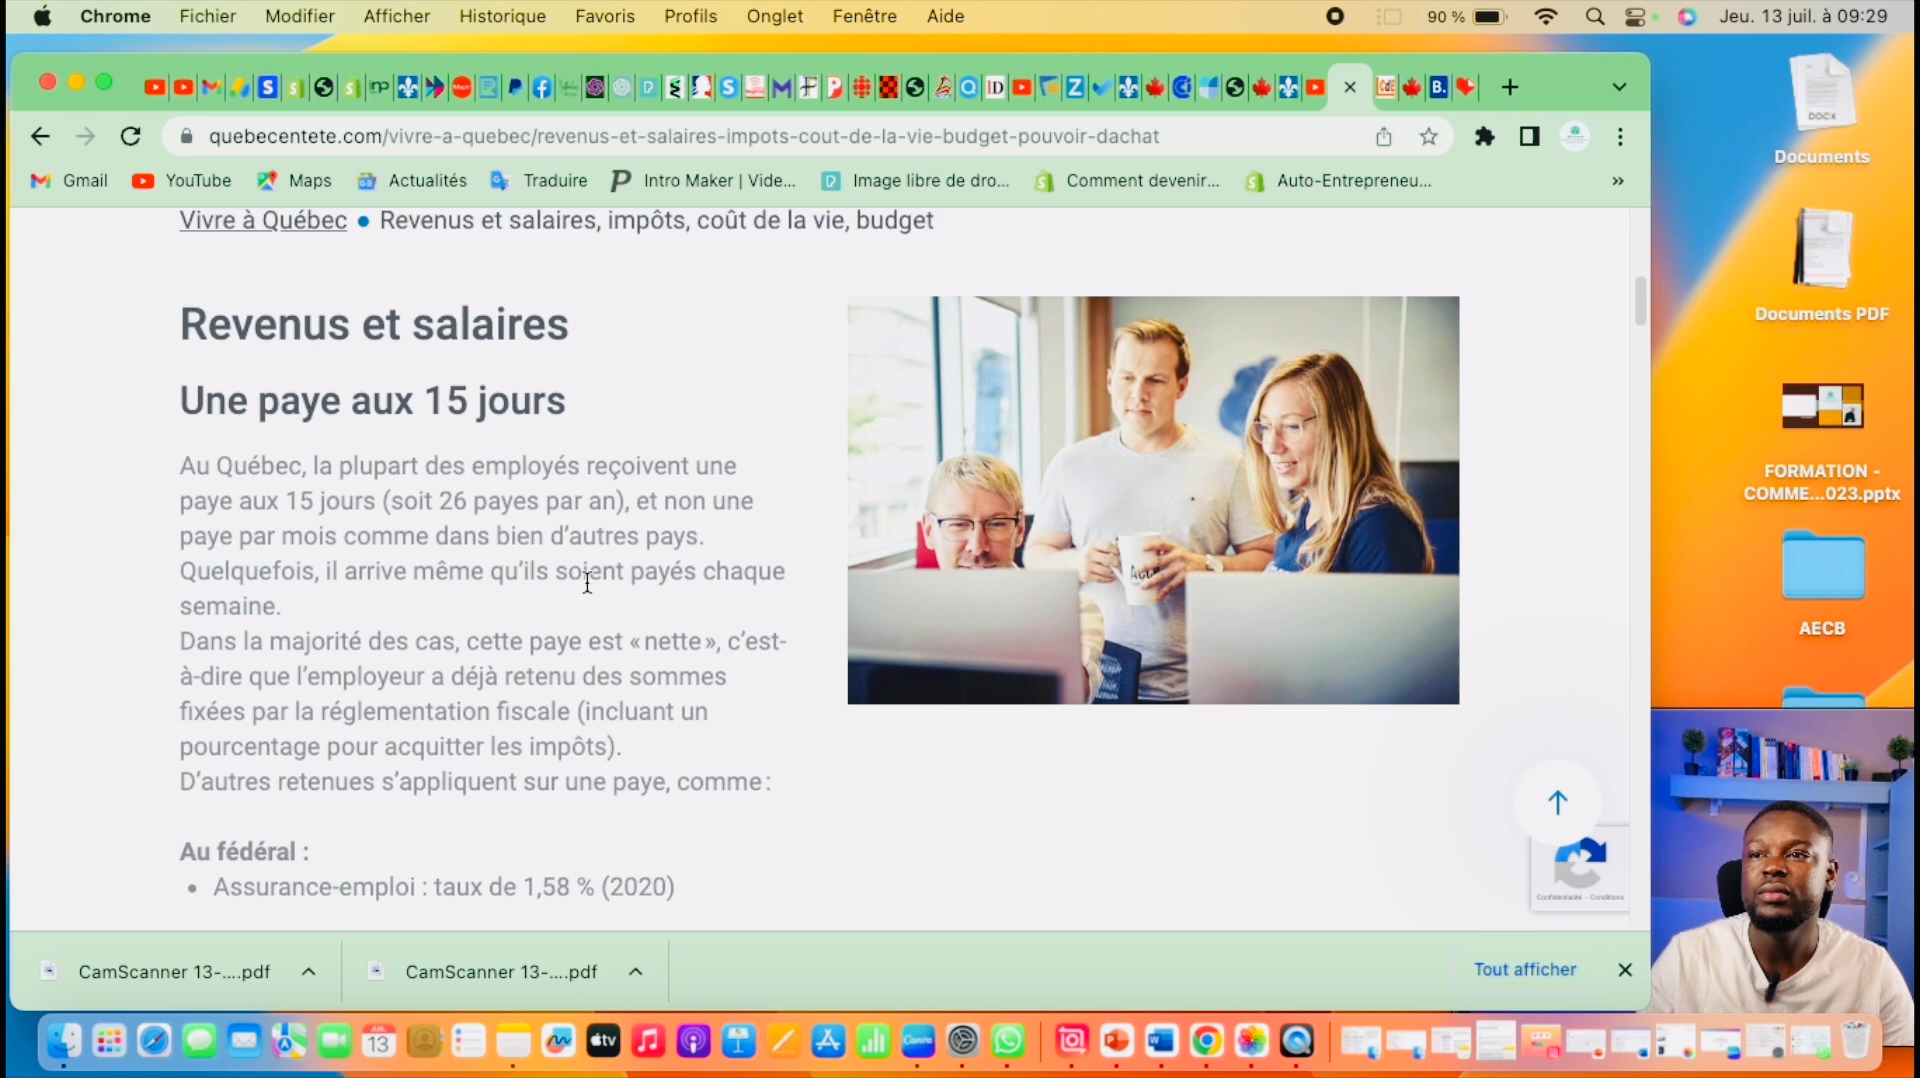 Chrome Fichier Modifier Afficher Historique Favoris Profils Onglet Fenêtre Aide 90 % Jeu. 13 juil. à 09:29
quebecentete.com/vivre-a-quebec/revenus-et-salaires-impots-cout-de-la-vie-budget-pouvoir-dachat
Gmail YouTube Maps Actualités Traduire Intro Maker | Vide... Image libre de dro... Comment devenir... Auto-Entrepreneu... »
Vivre à Québec • Revenus et salaires, impôts, coût de la vie, budget
Revenus et salaires
Une paye aux 15 jours
Au Québec, la plupart des employés reçoivent une
paye aux 15 jours (soit 26 payes par an), et non une
paye par mois comme dans bien d'autres pays.
Quelquefois, il arrive même qu'ils soient payés chaque
semaine.
Dans la majorité des cas, cette paye est «nette», c'est-
à-dire que l'employeur a déjà retenu des sommes
fixées par la réglementation fiscale (incluant un
pourcentage pour acquitter les impôts).
D'autres retenues s'appliquent sur une paye, comme :
Au fédéral :
• Assurance-emploi : taux de 1,58 % (2020)
Confidentialité - Conditions
CamScanner 13-....pdf CamScanner 13-....pdf Tout afficher
DOCX
Documents
Documents PDF
FORMATION -
COMME...023.pptx
AECB
JUIL.
13
tv
Canva